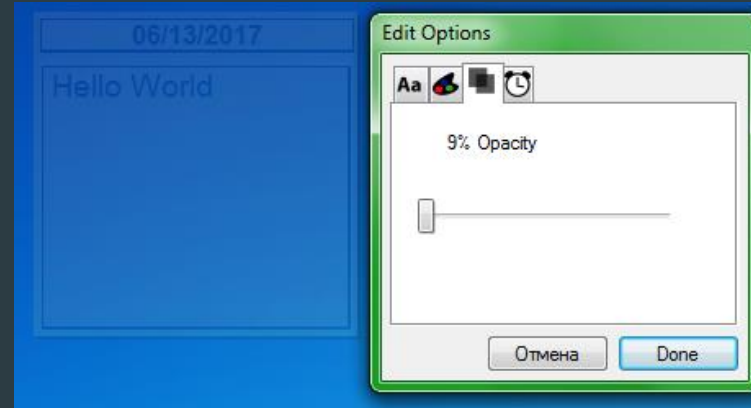 06/13/2017
Hello World
Edit Options
Aa
9% Opacity
Отмена
Done